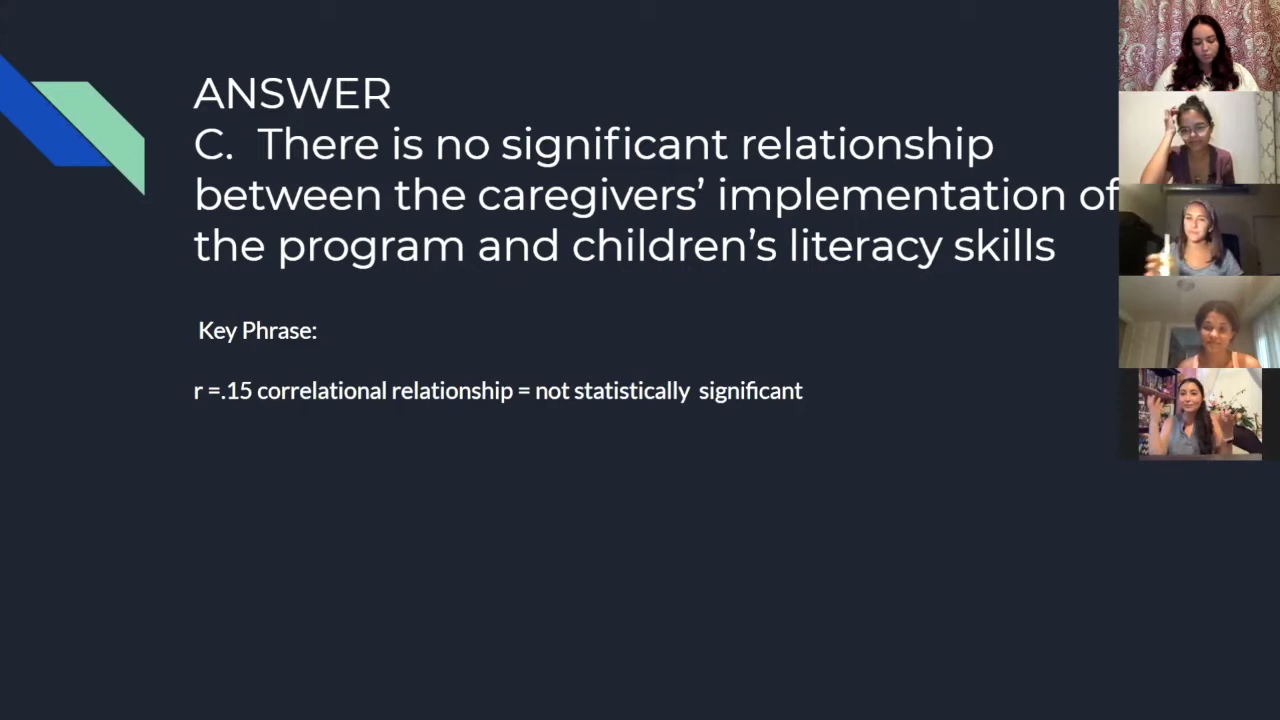 ANSWER
C. There is no significant relationship
between the caregivers’ implementation of
the program and children’s literacy skills
Key Phrase:
r =.15 correlational relationship = not statistically significant